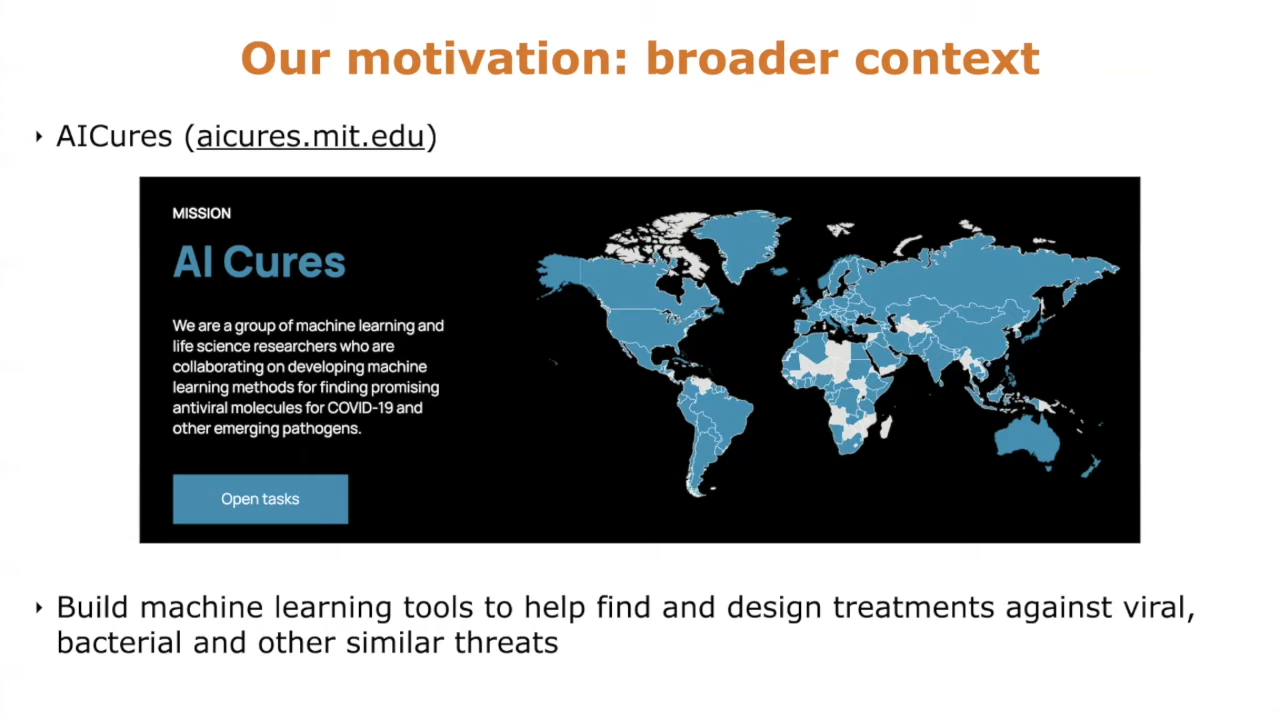 Our motivation: broader context
‣ AICures (aicures.mit.edu)
MISSION
AI Cures
We are a group of machine learning and
life science researchers who are
collaborating on developing machine
learning methods for finding promising
antiviral molecules for COVID-19 and
other emerging pathogens.
Open tasks
‣ Build machine learning tools to help find and design treatments against viral,
bacterial and other similar threats